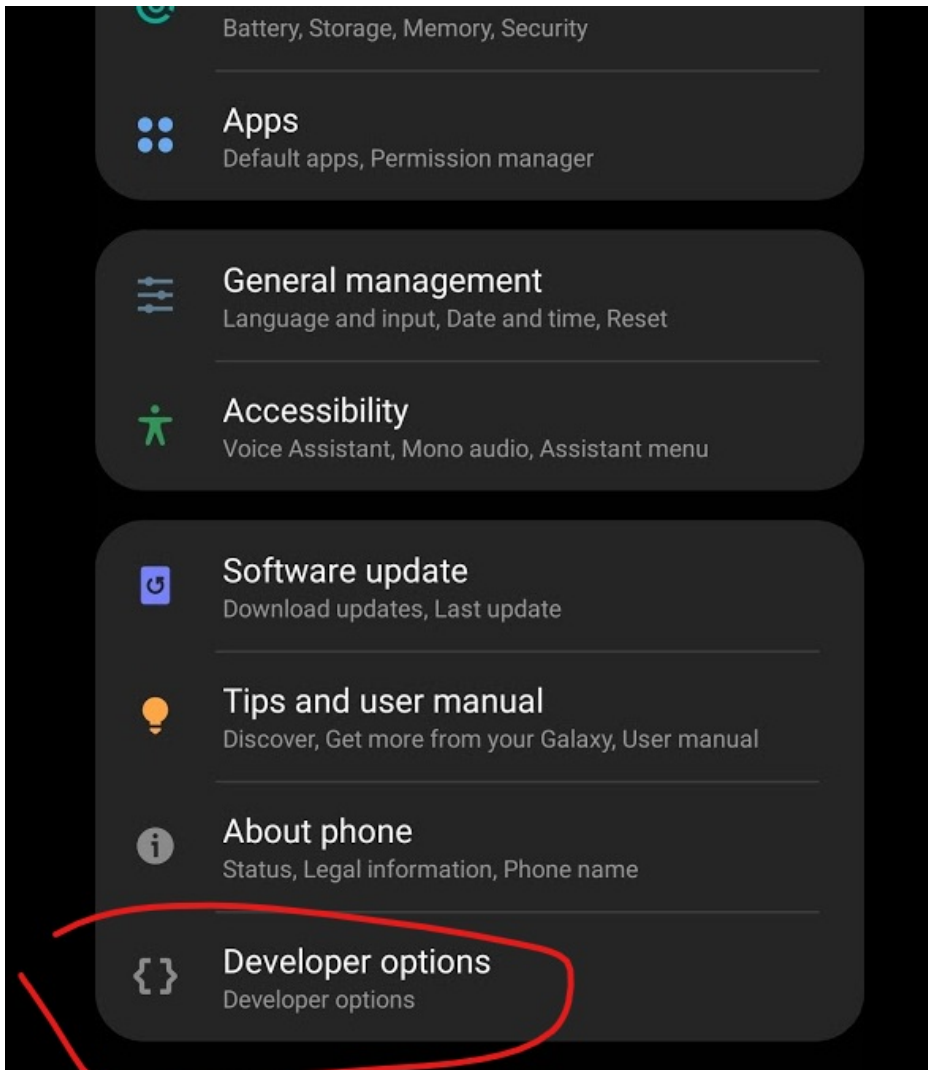 Battery, Storage, Memory, Security
Apps
Default apps, Permission manager
General management
Language and input, Date and time, Reset
Accessibility
Voice Assistant, Mono audio, Assistant menu
Software update
Download updates, Last update
Tips and user manual
Discover, Get more from your Galaxy, User manual
About phone
Status, Legal information, Phone name
Developer options
Developer options